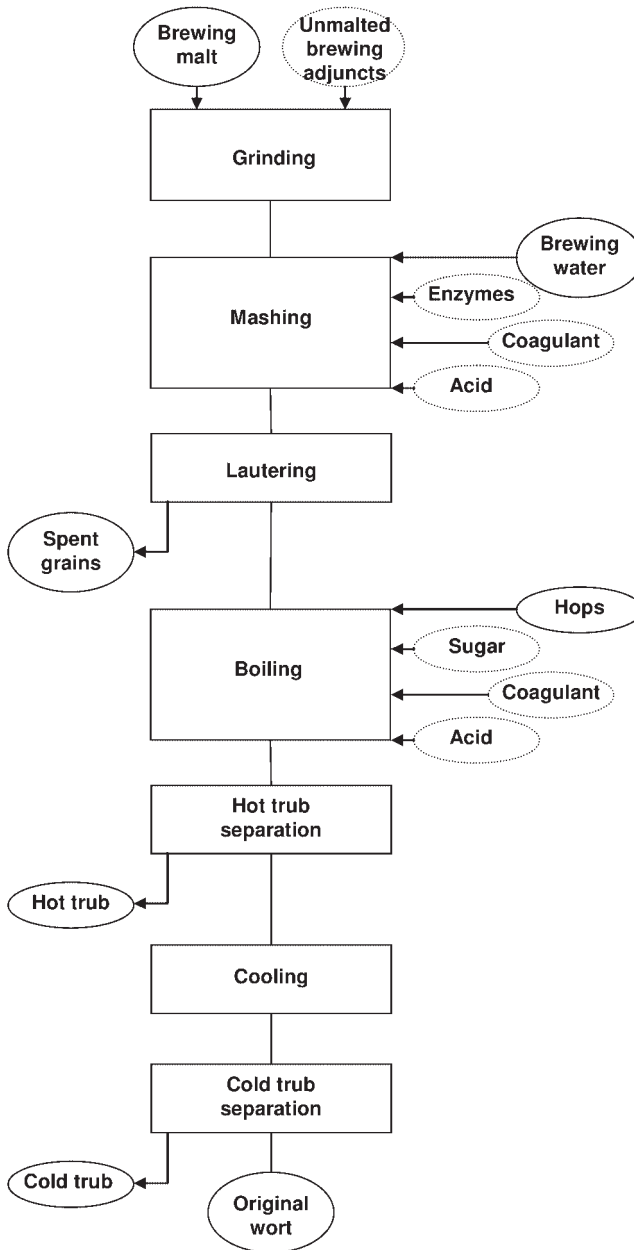 Brewing
malt
Unmalted
brewing
adjuncts
Grinding
Mashing
Brewing
water
Enzymes
Coagulant
Acid
Lautering
Spent
grains
Boiling
Hops
Sugar
Coagulant
Acid
Hot trub
separation
Hot trub
Cooling
Cold trub
separation
Cold trub
Original
wort